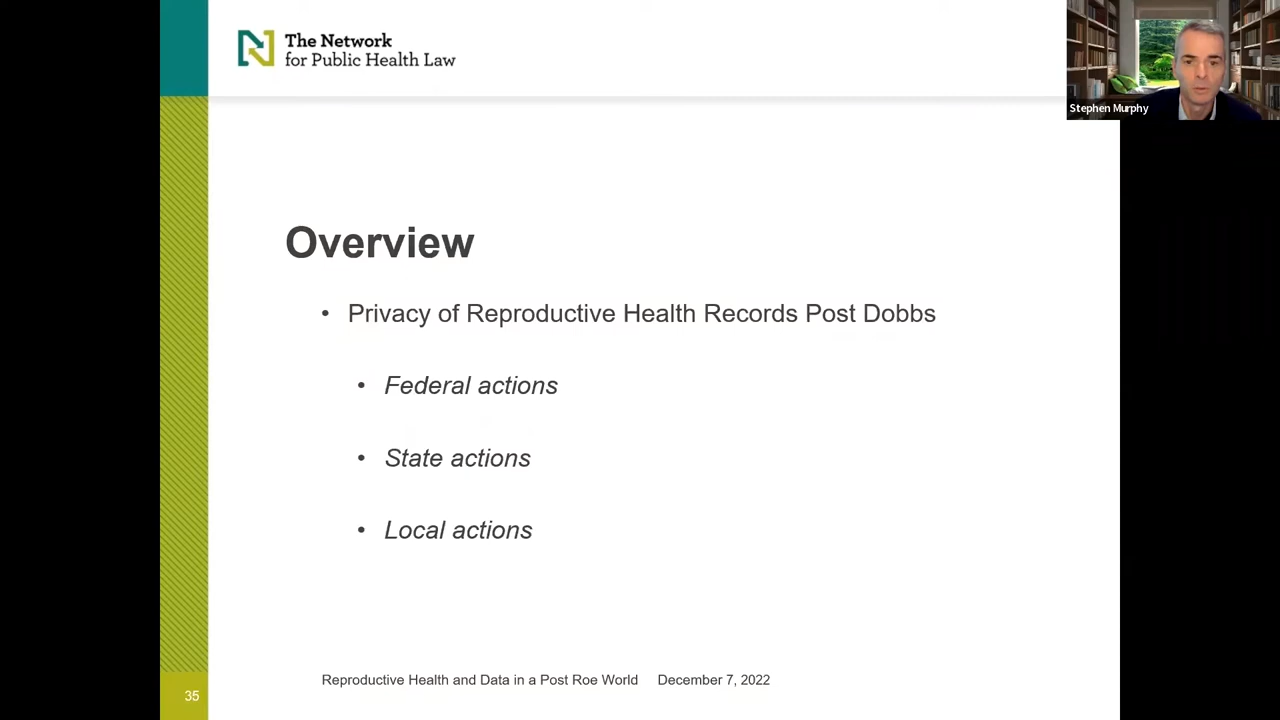 The Network
for Public Health Law
Stephen Murphy
Overview
• Privacy of Reproductive Health Records Post Dobbs
• Federal actions
• State actions
• Local actions
Reproductive Health and Data in a Post Roe World December 7, 2022
35